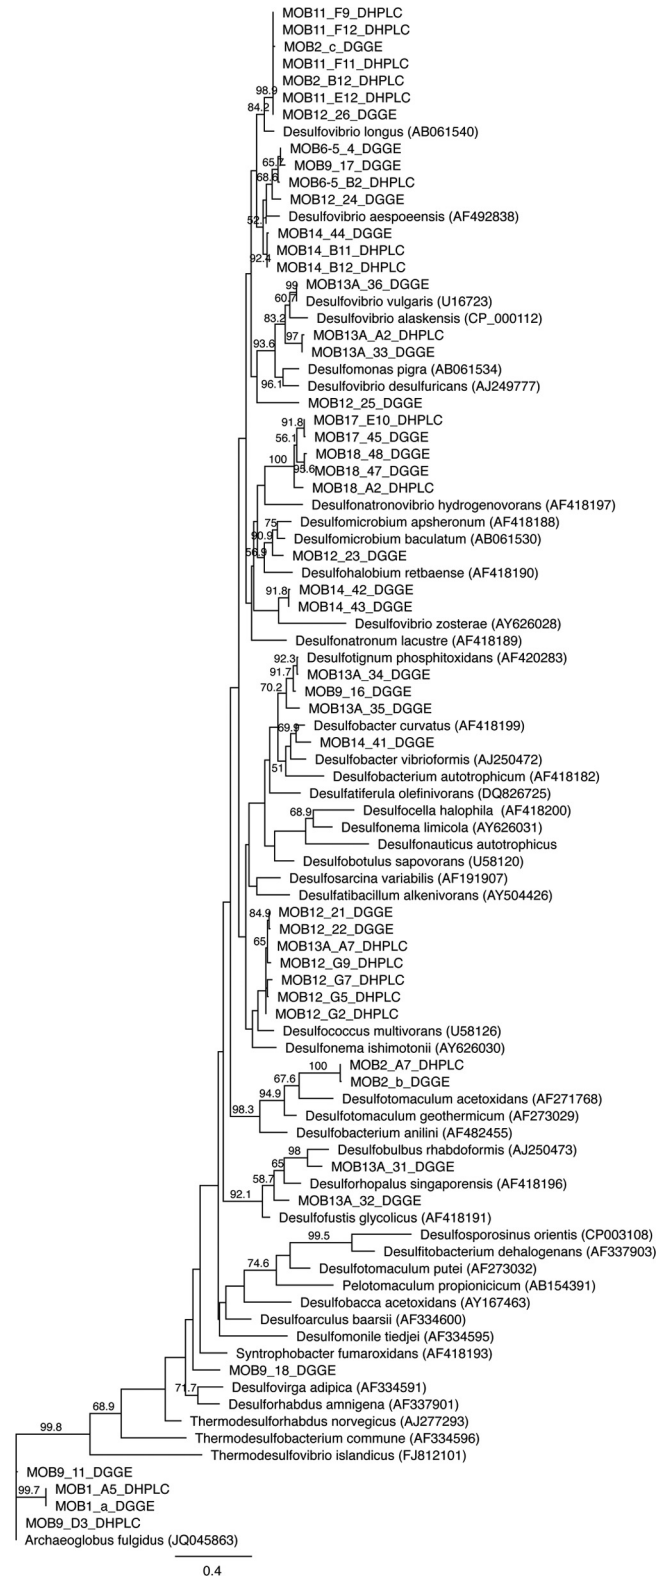 MOB11_F9_DHPLC
MOB11_F12_DHPLC
MOB2_c_DGGE
MOB11_F11_DHPLC
MOB2_B12_DHPLC
98.9
MOB11_E12_DHPLC
84.2
MOB12_26_DGGE
Desulfovibrio longus (AB061540)
MOB6-5_4_DGGE
65.7
MOB9_17_DGGE
68.6
MOB6-5_B2_DHPLC
MOB12_24_DGGE
52.
Desulfovibrio aespoeensis (AF492838)
MOB14_44_DGGE
MOB14_B11_DHPLC
92.4
MOB14_B12_DHPLC
99
MOB13A_36_DGGE
60.7
Desulfovibrio vulgaris (U16723)
83.2
Desulfovibrio alaskensis (CP_000112)
97
MOB13A_A2_DHPLC
93.6
MOB13A_33_DGGE
Desulfomonas pigra (AB061534)
96.1
Desulfovibrio desulfuricans (AJ249777)
MOB12_25_DGGE
91.8
MOB17_E10_DHPLC
56.1
MOB17_45_DGGE
MOB18_48_DGGE
100
95.6
MOB18_47_DGGE
MOB18_A2_DHPLC
Desulfonatronovibrio hydrogenovorans (AF418197)
75
Desulfomicrobium apsheronum (AF418188)
90.9
Desulfomicrobium baculatum (AB061530)
56.9
MOB12_23_DGGE
Desulfohalobium retbaense (AF418190)
91.8
MOB14_42_DGGE
MOB14_43_DGGE
Desulfovibrio zosterae (AY626028)
Desulfonatronum lacustre (AF418189)
92.3
Desulfotignum phosphitoxidans (AF420283)
91.7
MOB13A_34_DGGE
70.2
MOB9_16_DGGE
MOB13A_35_DGGE
69.9
Desulfobacter curvatus (AF418199)
MOB14_41_DGGE
51
Desulfobacter vibrioformis (AJ250472)
Desulfobacterium autotrophicum (AF418182)
Desulfatiferula olefinivorans (DQ826725)
68.9
Desulfocella halophila (AF418200)
Desulfonema limicola (AY626031)
Desulfonauticus autotrophicus
Desulfobotulus sapovorans (U58120)
Desulfosarcina variabilis (AF191907)
Desulfatibacillum alkenivorans (AY504426)
84.9
MOB12_21_DGGE
MOB12_22_DGGE
65
MOB13A_A7_DHPLC
MOB12_G9_DHPLC
MOB12_G7_DHPLC
MOB12_G5_DHPLC
MOB12_G2_DHPLC
Desulfococcus multivorans (U58126)
Desulfonema ishimotonii (AY626030)
100
MOB2_A7_DHPLC
67.6
MOB2_b_DGGE
94.9
Desulfotomaculum acetoxidans (AF271768)
98.3
Desulfotomaculum geothermicum (AF273029)
Desulfobacterium anilini (AF482455)
98
Desulfobulbus rhabdoformis (AJ250473)
65
MOB13A_31_DGGE
58.7
Desulforhopalus singaporensis (AF418196)
92.1
MOB13A_32_DGGE
Desulfofustis glycolicus (AF418191)
99.5
Desulfosporosinus orientis (CP003108)
Desulfitobacterium dehalogenans (AF337903)
74.6
Desulfotomaculum putei (AF273032)
Pelotomaculum propionicicum (AB154391)
Desulfobacca acetoxidans (AY167463)
Desulfoarculus baarsii (AF334600)
Desulfomonile tiedjei (AF334595)
Syntrophobacter fumaroxidans (AF418193)
MOB9_18_DGGE
71.7
Desulfovirga adipica (AF334591)
Desulforhabdus amnigena (AF337901)
68.9
Thermodesulforhabdus norvegicus (AJ277293)
99.8
Thermodesulfobacterium commune (AF334596)
Thermodesulfovibrio islandicus (FJ812101)
MOB9_11_DGGE
99.7
MOB1_A5_DHPLC
MOB1_a_DGGE
MOB9_D3_DHPLC
Archaeoglobus fulgidus (JQ045863)
0.4